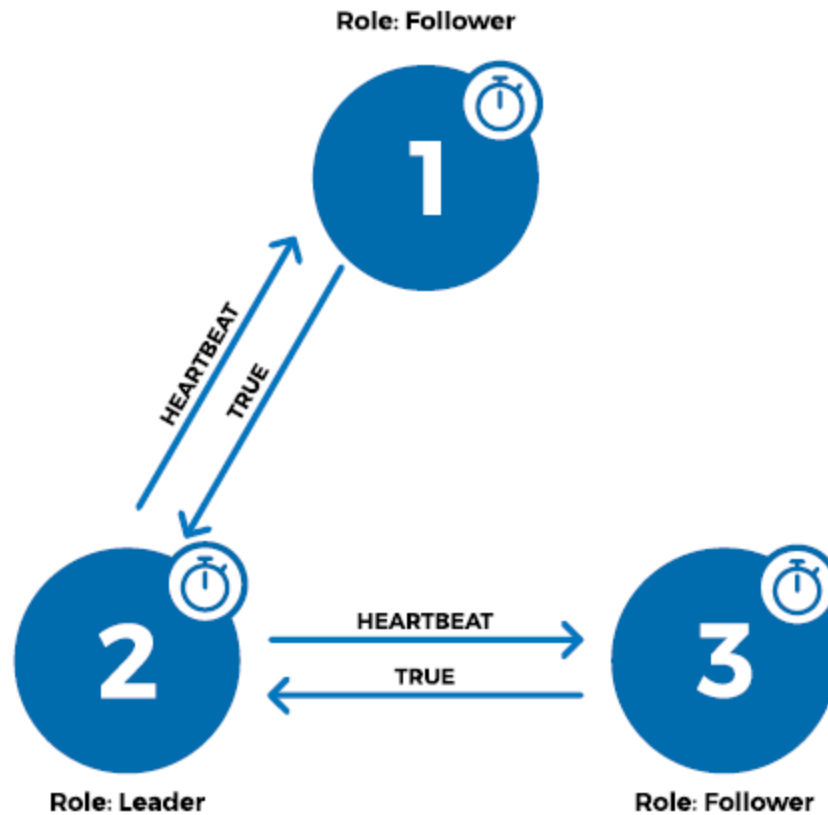 Role: Follower
1
HEARTBEAT
TRUE
2
HEARTBEAT
TRUE
3
Role: Leader
Role: Follower